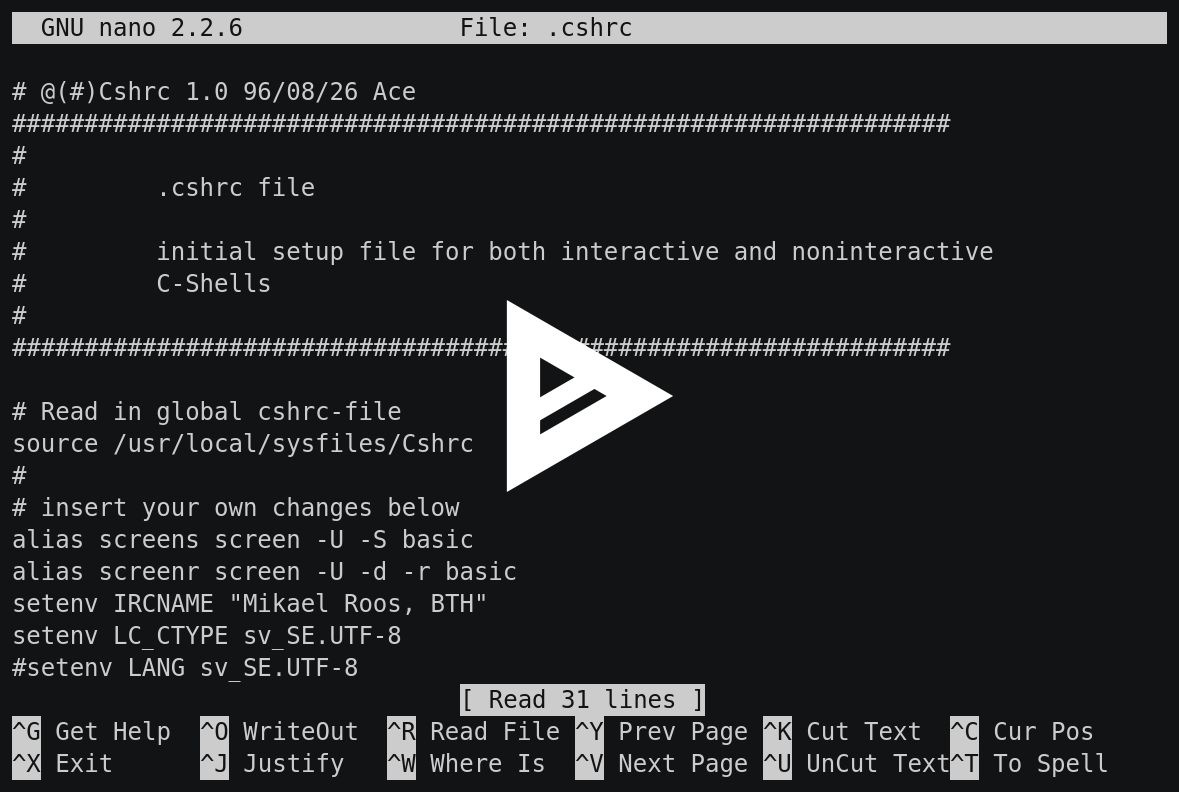 GNU nano 2.2.6 File: .cshrc
# @(#)Cshrc 1.0 96/08/26 Ace
#################################################################
#
# .cshrc file
#
# initial setup file for both interactive and noninteractive
# C-Shells
#
#################################################################
# Read in global cshrc-file
source /usr/local/sysfiles/Cshrc
#
# insert your own changes below
alias screens screen -U -S basic
alias screenr screen -U -d -r basic
setenv IRCNAME "Mikael Roos, BTH"
setenv LC_CTYPE sv_SE.UTF-8
#setenv LANG sv_SE.UTF-8
[ Read 31 lines ]
^G Get Help ^O WriteOut ^R Read File ^Y Prev Page ^K Cut Text ^C Cur Pos
^X Exit ^J Justify ^W Where Is ^V Next Page ^U UnCut Text^T To Spell